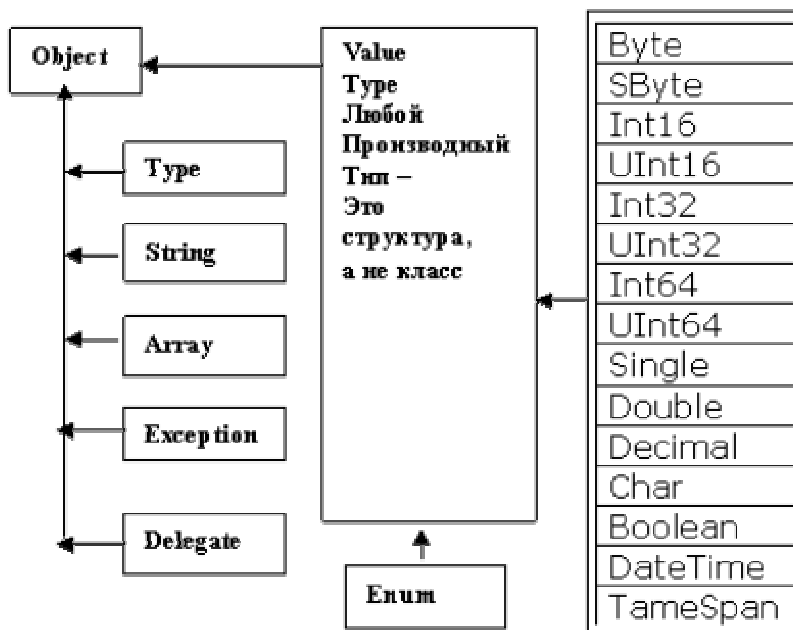 Object
Type
String
Array
Exception
Delegate
Value
Type
Любой
Производный
Тип –
Это
структура,
а не класс
Enum
Byte
SByte
Int16
UInt16
Int32
UInt32
Int64
UInt64
Single
Double
Decimal
Char
Boolean
DateTime
TameSpan